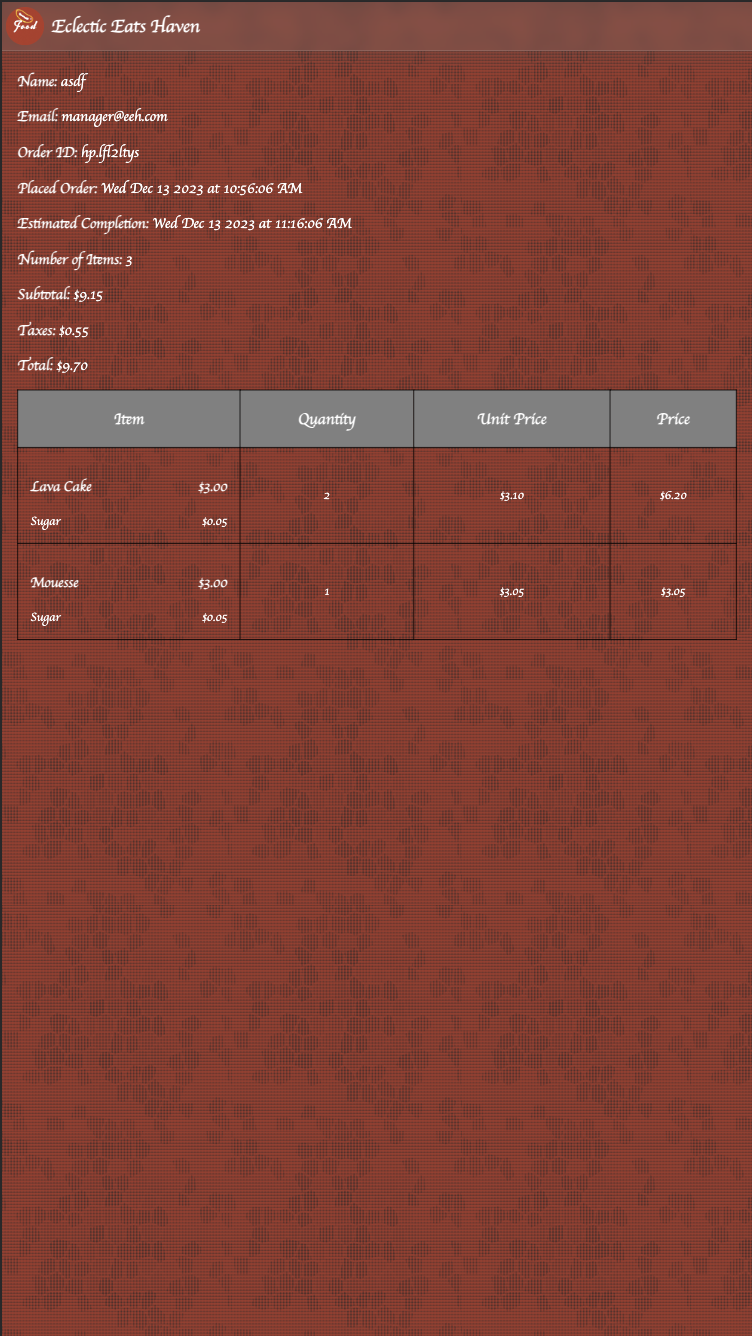 Food
Eclectic Eats Haven
Name: asdf
Email: manager@eeh.com
Order ID: hp.lfl2ltys
Placed Order: Wed Dec 13 2023 at 10:56:06 AM
Estimated Completion: Wed Dec 13 2023 at 11:16:06 AM
Number of Items: 3
Subtotal: $9.15
Taxes: $0.55
Total: $9.70
Item Quantity Unit Price Price
Lava Cake $3.00
Sugar $0.05
2 $3.10 $6.20
Mouesse $3.00
Sugar $0.05
1 $3.05 $3.05